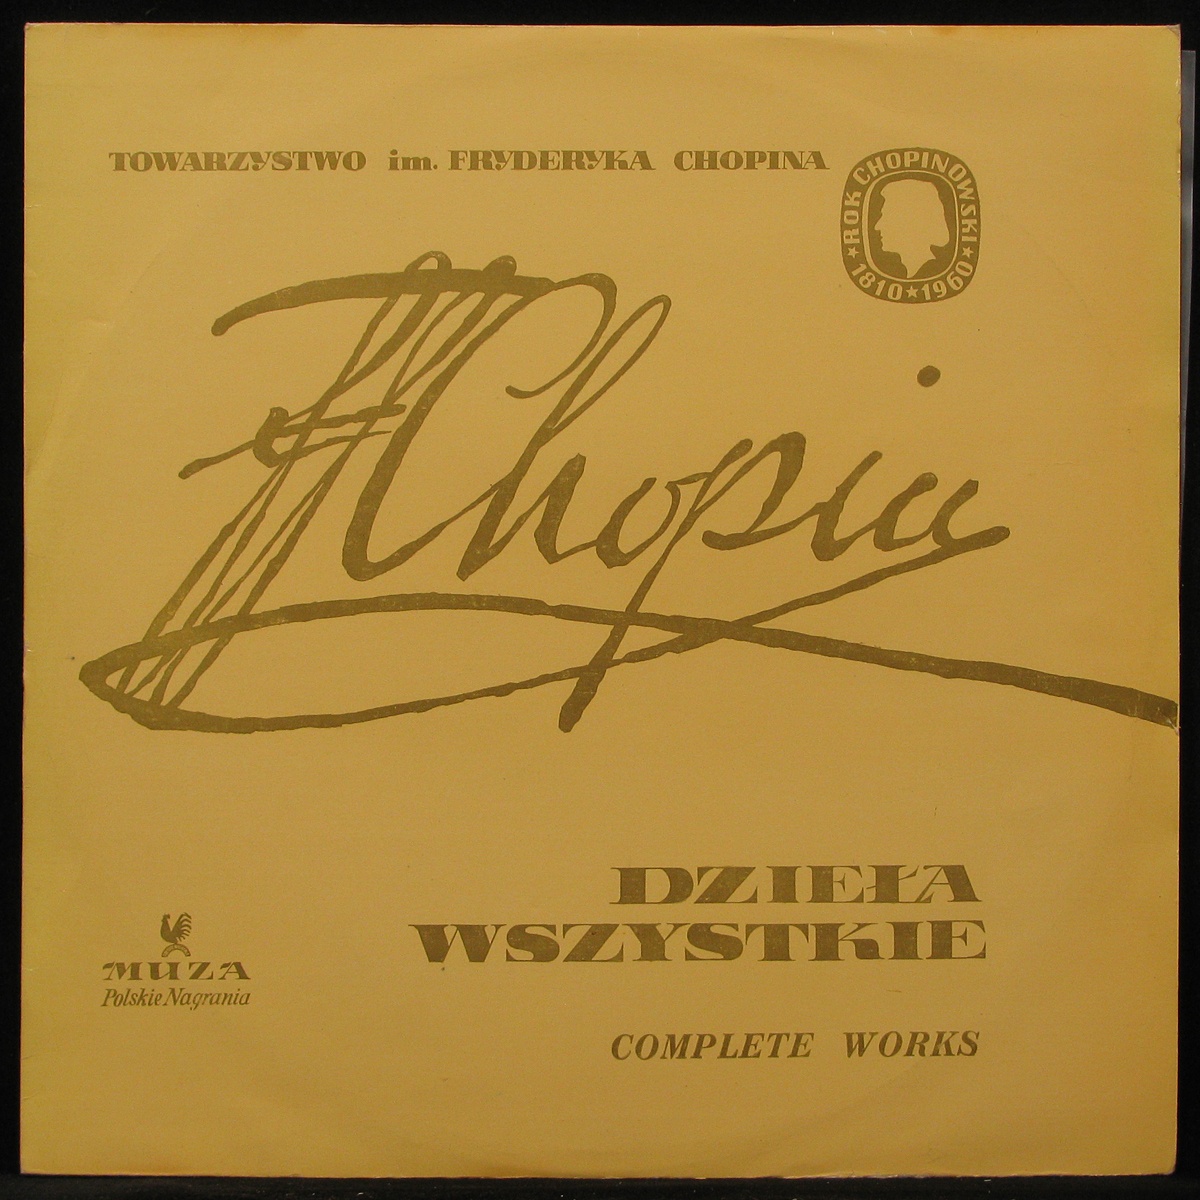 TOWARZYSTWO im. FRYDERYKA CHOPINA
ROK CHOPINOWSKI
1810 ★ 1960
FChopin
DZIEŁA
WSZYSTKIE
MUZA
Polskie Nagrania
COMPLETE WORKS